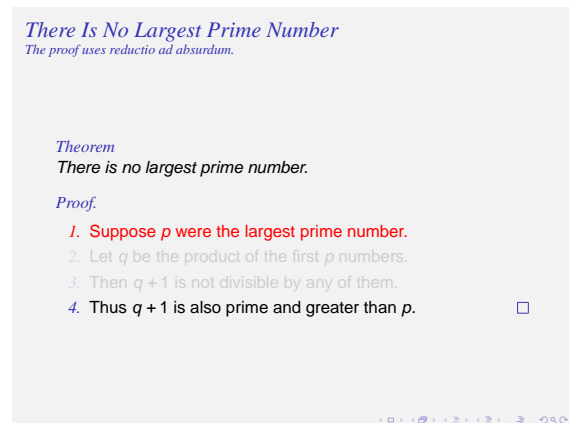 There Is No Largest Prime Number
The proof uses reductio ad absurdum.
Theorem
There is no largest prime number.
Proof.
1. Suppose p were the largest prime number.
2. Let q be the product of the first p numbers.
3. Then q + 1 is not divisible by any of them.
4. Thus q + 1 is also prime and greater than p.